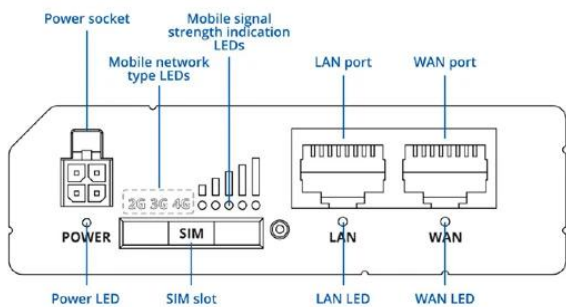 Power socket
Mobile signal
strength indication
LEDs
Mobile network
type LEDs
LAN port
WAN port
2G 3G 4G
POWER
SIM
LAN
WAN
Power LED
SIM slot
LAN LED
WAN LED